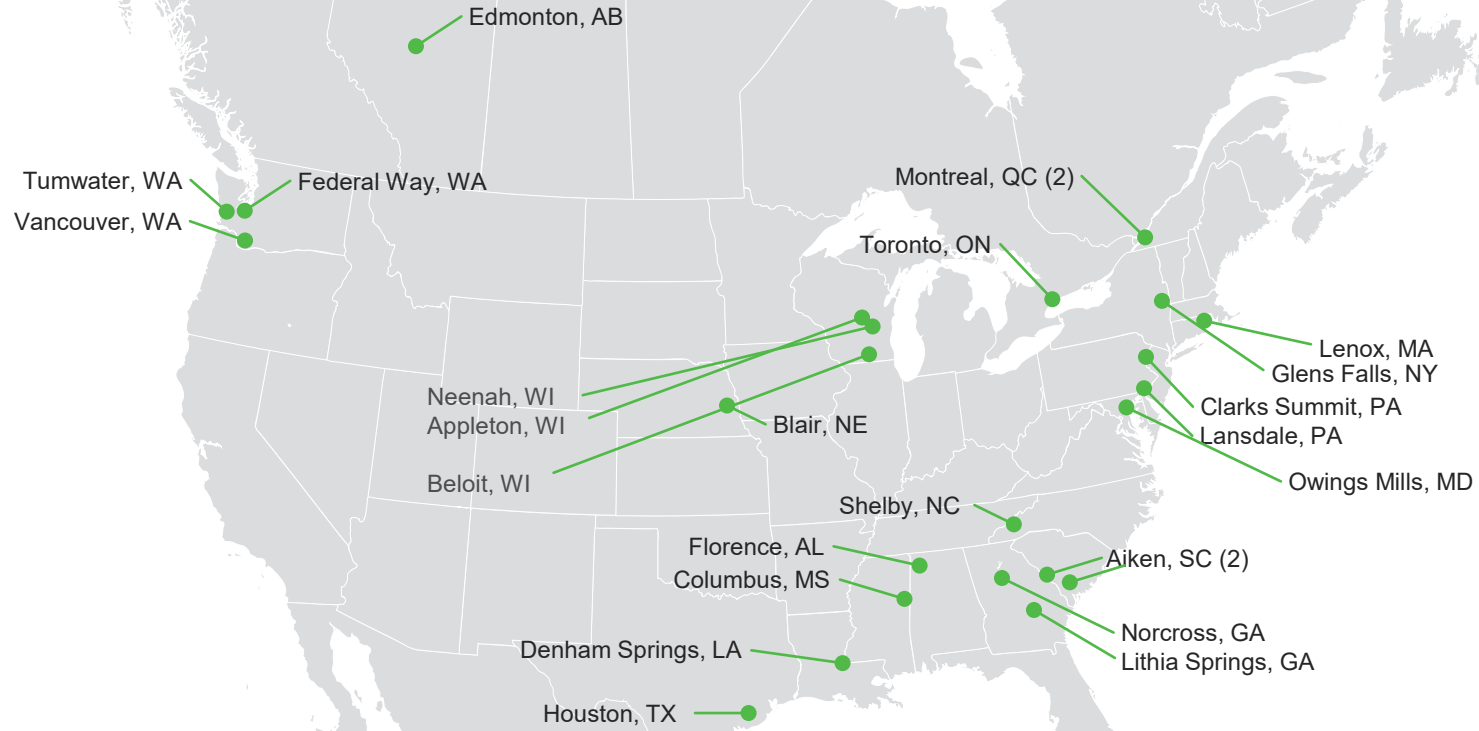 Edmonton, AB
Tumwater, WA
Federal Way, WA
Vancouver, WA
Montreal, QC (2)
Toronto, ON
Lenox, MA
Glens Falls, NY
Neenah, WI
Appleton, WI
Blair, NE
Clarks Summit, PA
Lansdale, PA
Beloit, WI
Owings Mills, MD
Shelby, NC
Florence, AL
Columbus, MS
Aiken, SC (2)
Norcross, GA
Denham Springs, LA
Lithia Springs, GA
Houston, TX